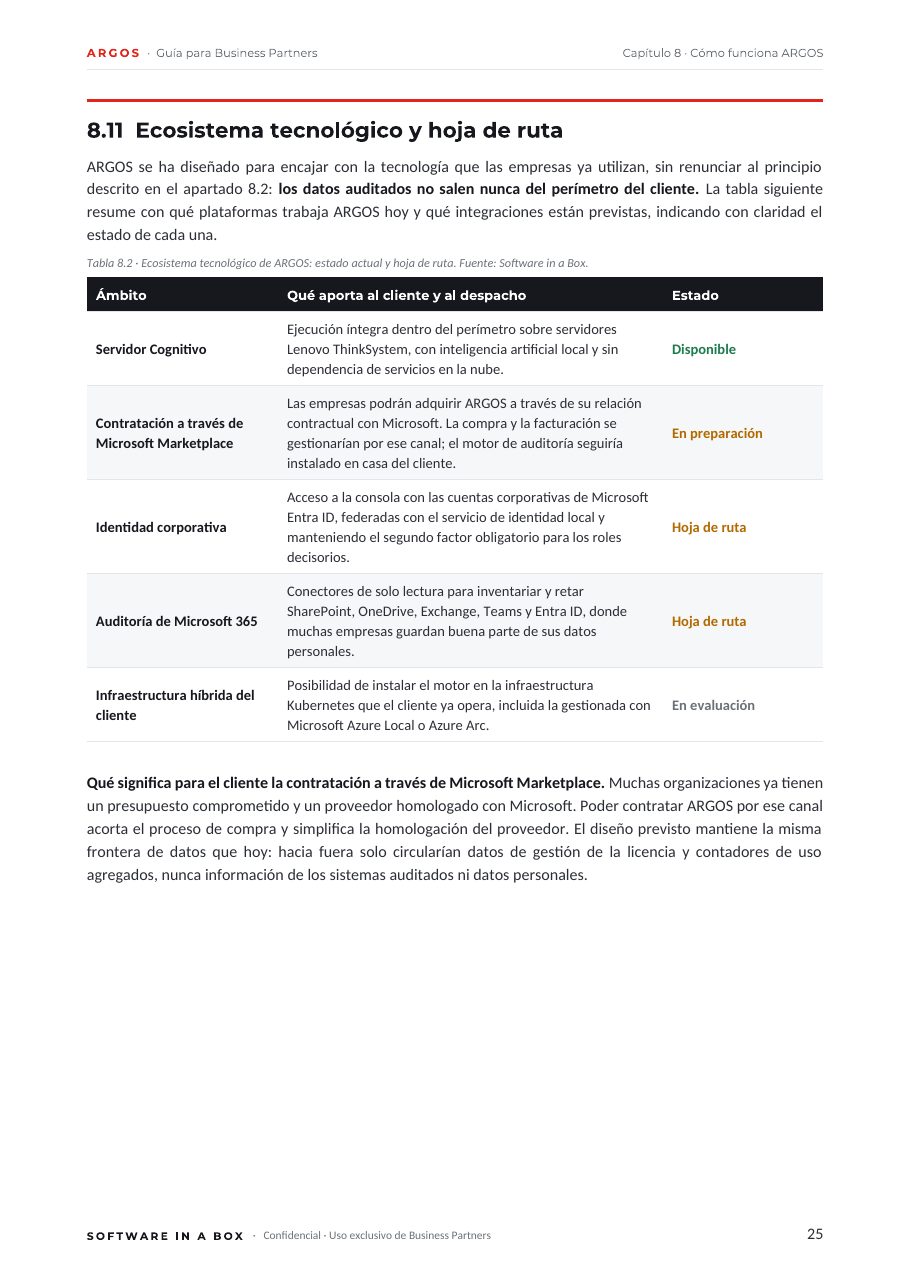 ARGOS · Guía para Business Partners
Capítulo 8 · Cómo funciona ARGOS
8.11 Ecosistema tecnológico y hoja de ruta
ARGOS se ha diseñado para encajar con la tecnología que las empresas ya utilizan, sin renunciar al principio
descrito en el apartado 8.2: los datos auditados no salen nunca del perímetro del cliente. La tabla siguiente
resume con qué plataformas trabaja ARGOS hoy y qué integraciones están previstas, indicando con claridad el
estado de cada una.
Tabla 8.2 · Ecosistema tecnológico de ARGOS: estado actual y hoja de ruta. Fuente: Software in a Box.
Ámbito
Qué aporta al cliente y al despacho
Estado
Servidor Cognitivo
Ejecución íntegra dentro del perímetro sobre servidores
Lenovo ThinkSystem, con inteligencia artificial local y sin
dependencia de servicios en la nube.
Disponible
Contratación a través de
Microsoft Marketplace
Las empresas podrán adquirir ARGOS a través de su relación
contractual con Microsoft. La compra y la facturación se
gestionarían por ese canal; el motor de auditoría seguiría
instalado en casa del cliente.
En preparación
Identidad corporativa
Acceso a la consola con las cuentas corporativas de Microsoft
Entra ID, federadas con el servicio de identidad local y
manteniendo el segundo factor obligatorio para los roles
decisorios.
Hoja de ruta
Auditoría de Microsoft 365
Conectores de solo lectura para inventariar y retar
SharePoint, OneDrive, Exchange, Teams y Entra ID, donde
muchas empresas guardan buena parte de sus datos
personales.
Hoja de ruta
Infraestructura híbrida del
cliente
Posibilidad de instalar el motor en la infraestructura
Kubernetes que el cliente ya opera, incluida la gestionada con
Microsoft Azure Local o Azure Arc.
En evaluación
Qué significa para el cliente la contratación a través de Microsoft Marketplace. Muchas organizaciones ya tienen
un presupuesto comprometido y un proveedor homologado con Microsoft. Poder contratar ARGOS por ese canal
acorta el proceso de compra y simplifica la homologación del proveedor. El diseño previsto mantiene la misma
frontera de datos que hoy: hacia fuera solo circularían datos de gestión de la licencia y contadores de uso
agregados, nunca información de los sistemas auditados ni datos personales.
SOFTWARE IN A BOX · Confidencial · Uso exclusivo de Business Partners
25